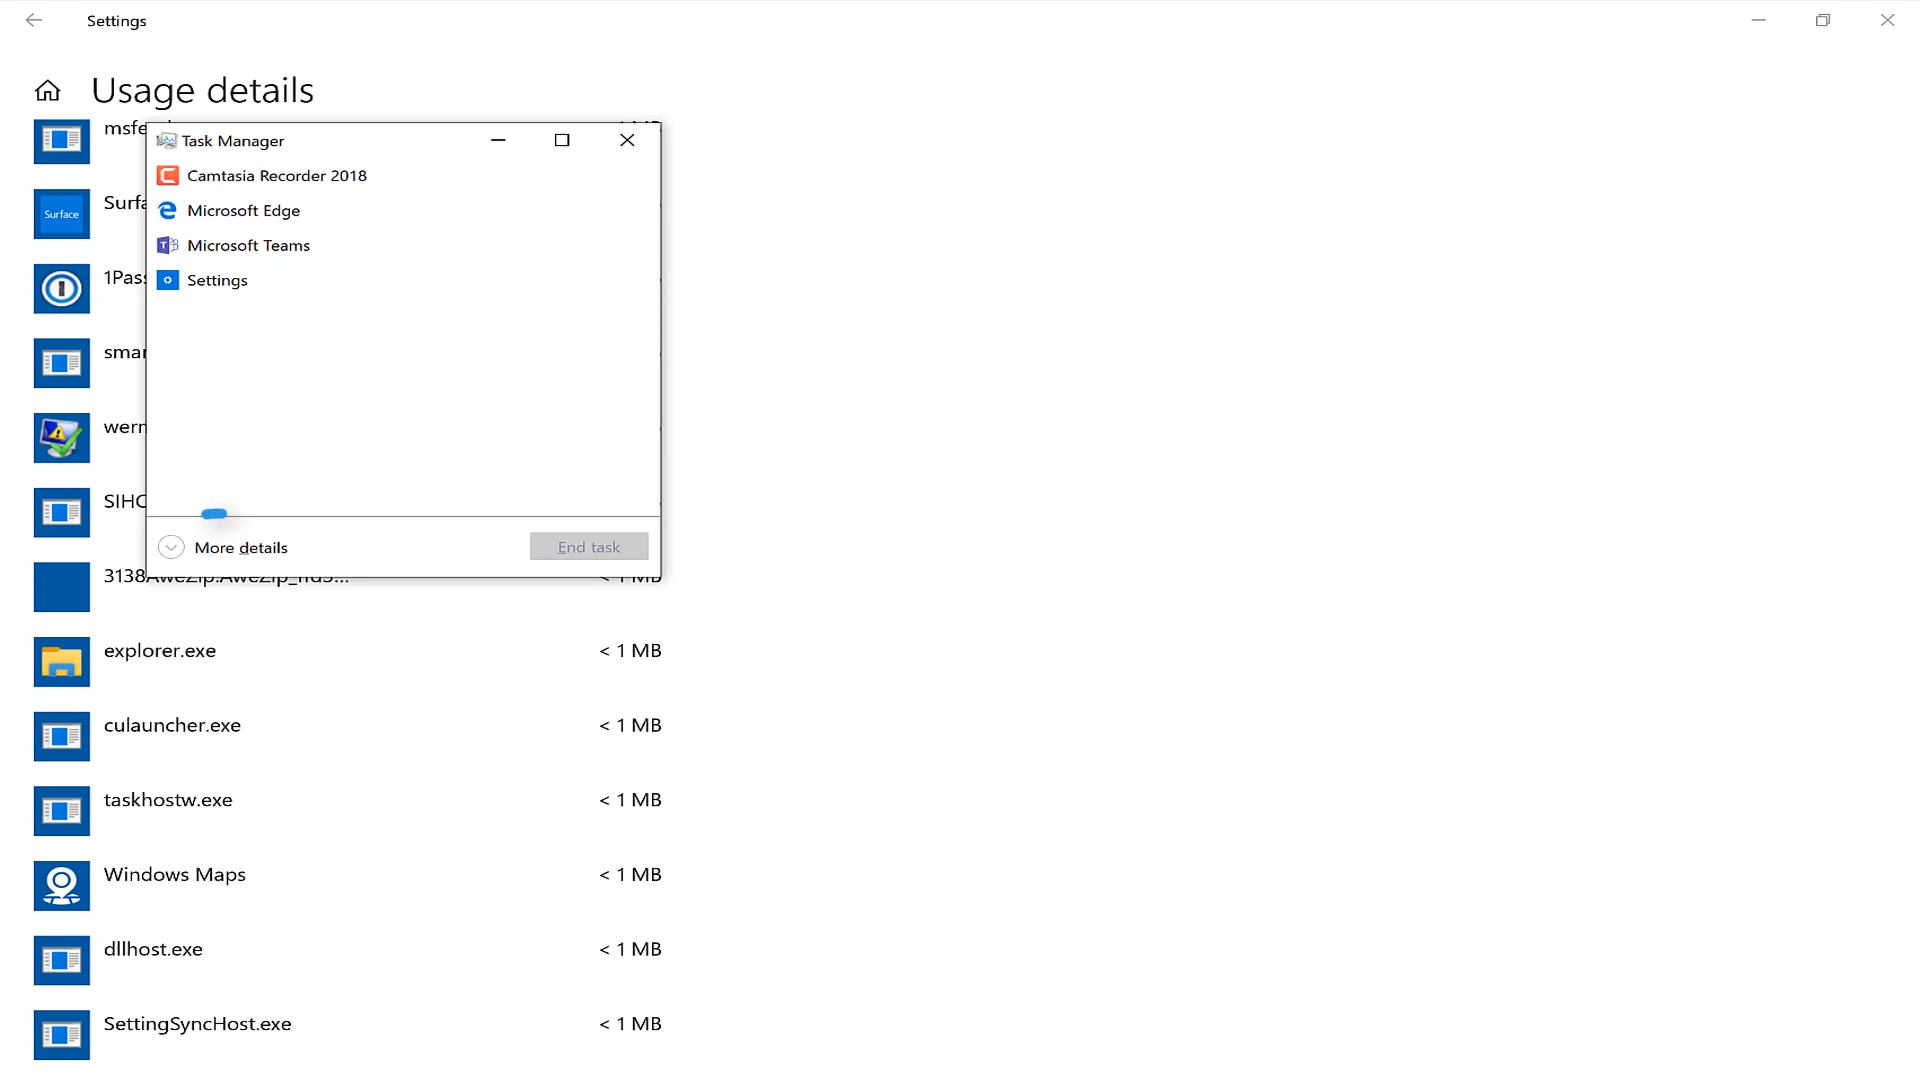 Settings
Usage details
Task Manager
Camtasia Recorder 2018
Surface
Microsoft Edge
Microsoft Teams
Settings
More details
End task
explorer.exe < 1 MB
culauncher.exe < 1 MB
taskhostw.exe < 1 MB
Windows Maps < 1 MB
dllhost.exe < 1 MB
SettingSyncHost.exe < 1 MB